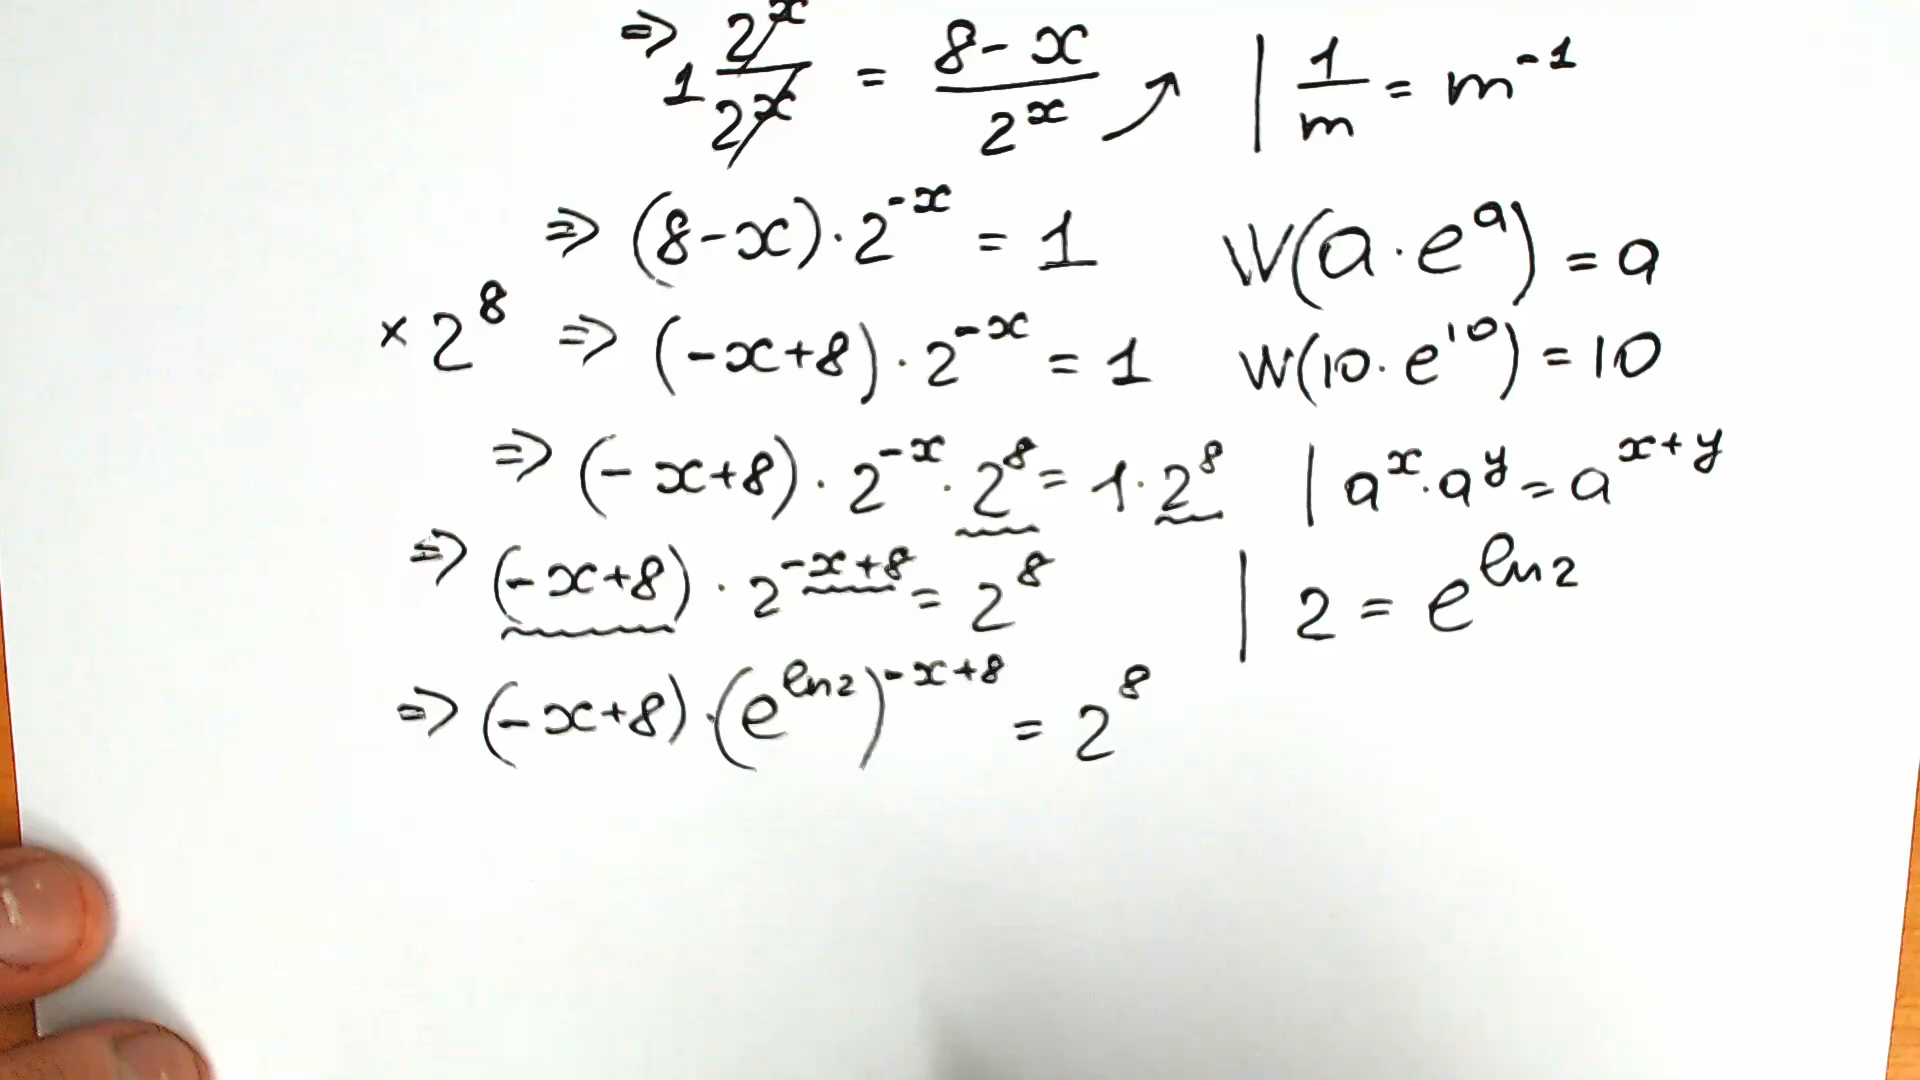 ⇒ 1 2^x/2^x = (8-x)/2^x ↗ | 1/m = m^-1
⇒ (8-x)·2^-x = 1 W(a·e^a) = a
×2^8 ⇒ (-x+8)·2^-x = 1 W(10·e^10) = 10
⇒ (-x+8)·2^-x·2^8 = 1·2^8 | a^x·a^y = a^x+y
⇒ (-x+8)·2^-x+8 = 2^8 | 2 = e^ln2
⇒ (-x+8)·(e^ln2)^-x+8 = 2^8